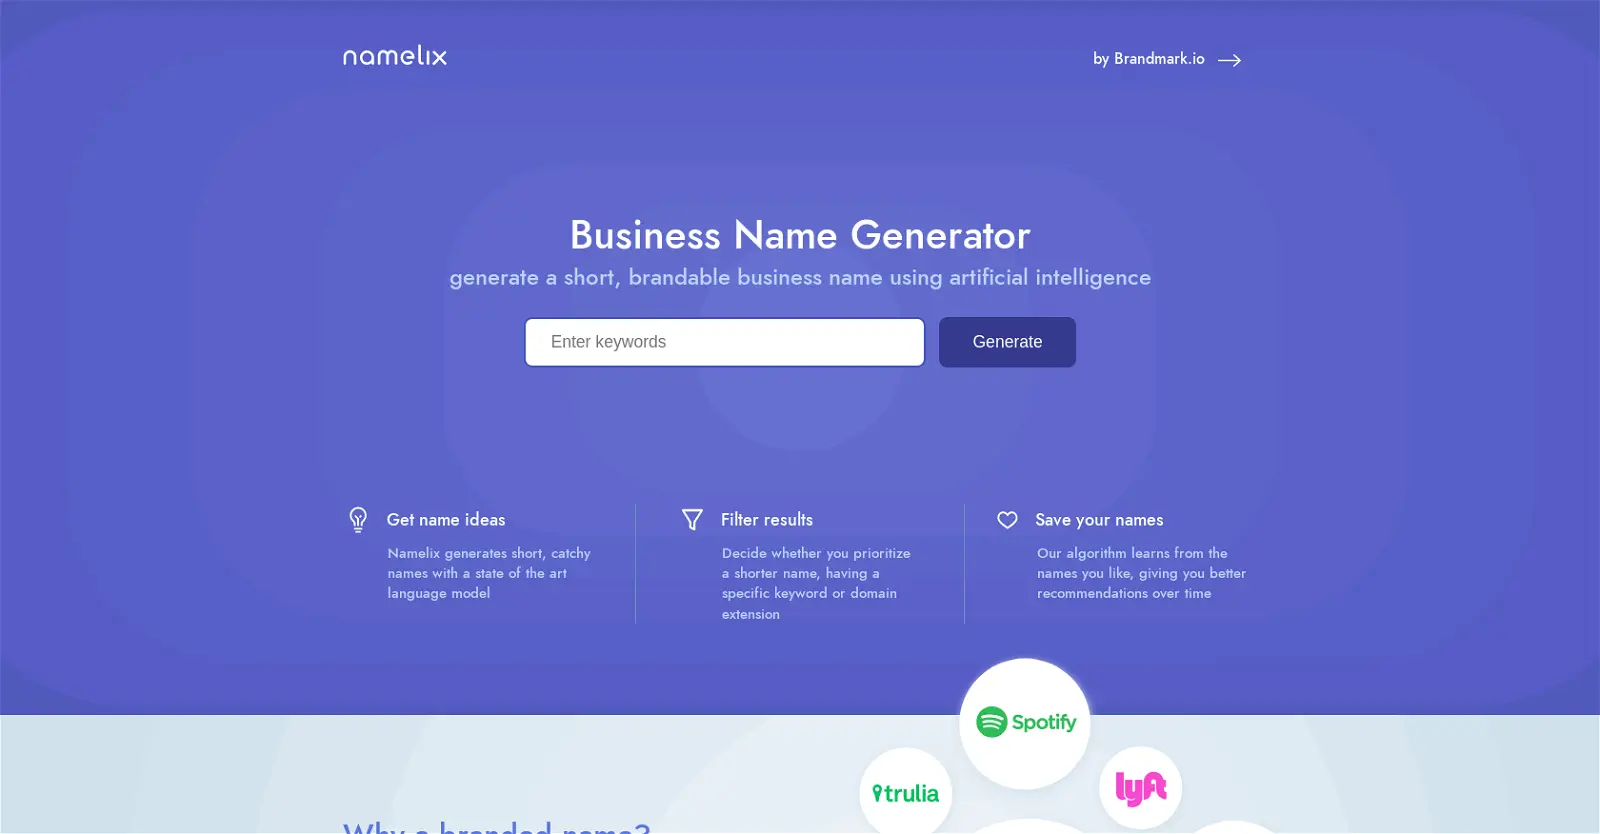 namelix
by Brandmark.io
Business Name Generator
generate a short, brandable business name using artificial intelligence
Enter keywords
Generate
Get name ideas
Namelix generates short, catchy
names with a state of the art
language model
Filter results
Decide whether you prioritize
a shorter name, having a
specific keyword or domain
extension
Save your names
Our algorithm learns from the
names you like, giving you better
recommendations over time
Spotify
trulia
lyft
Why a branded name?